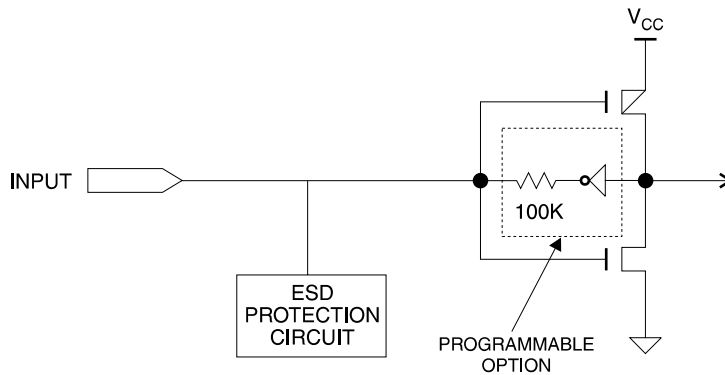 VCC
INPUT
100K
ESD
PROTECTION
CIRCUIT
PROGRAMMABLE
OPTION